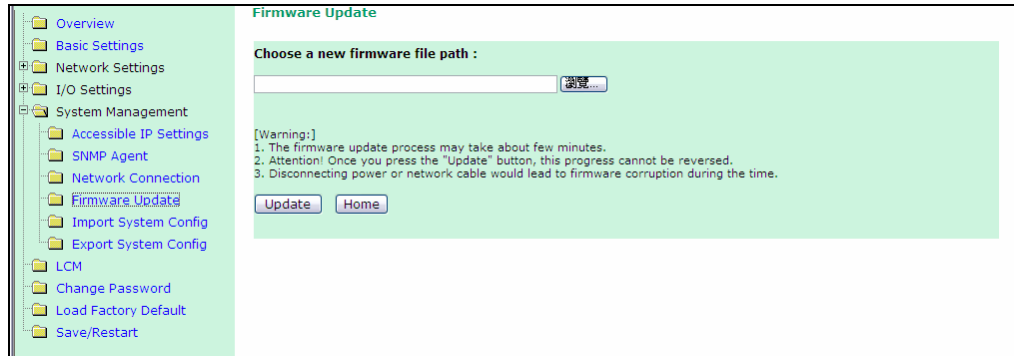 Overview
Basic Settings
Network Settings
I/O Settings
System Management
Accessible IP Settings
SNMP Agent
Network Connection
Firmware Update
Import System Config
Export System Config
LCM
Change Password
Load Factory Default
Save/Restart
Firmware Update
Choose a new firmware file path :
瀏覽...
[Warning:]
1. The firmware update process may take about few minutes.
2. Attention! Once you press the "Update" button, this progress cannot be reversed.
3. Disconnecting power or network cable would lead to firmware corruption during the time.
Update Home